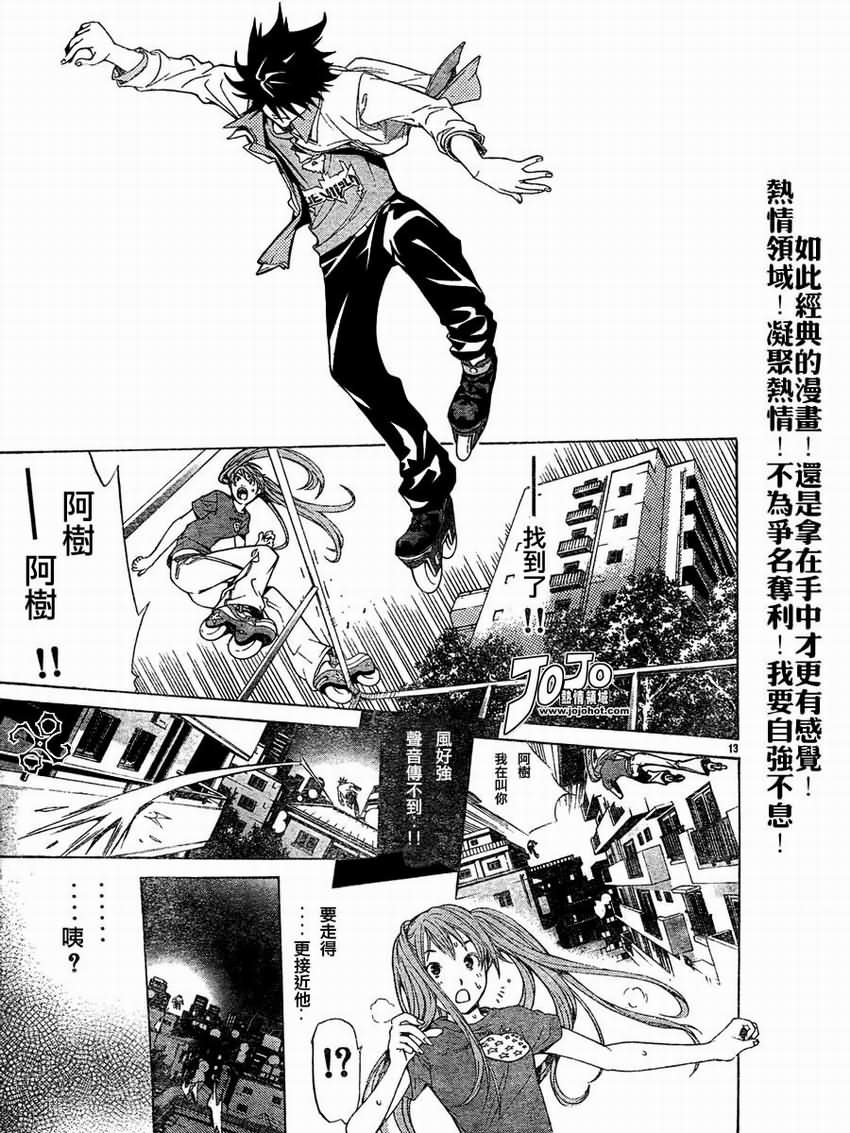 如此經典的漫畫！還是拿在手中才更有感覺！
熱情領域！凝聚熱情！不為爭名奪利！我要自強不息！
——找到了!!
阿樹
——阿樹!!
JOJO
熱情領域
www.jojohot.com
13
阿樹
我在叫你
風好強
聲音傳不到‥!!
要走得
‥‥更接近他‥
!?
‥‥‥
‥‥咦?